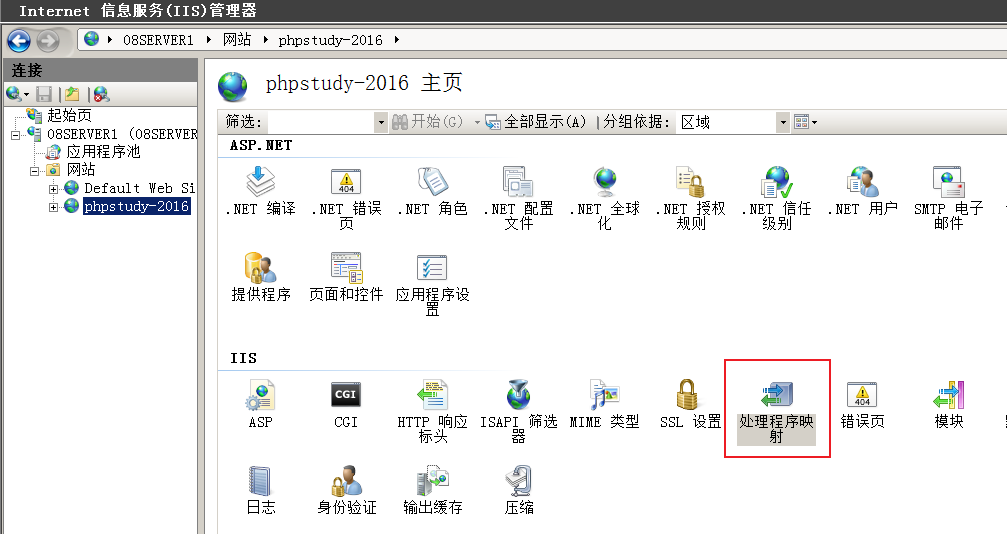 Internet 信息服务(IIS)管理器
08SERVER1 网站 phpstudy-2016
连接
起始页
08SERVER1 (08SERVER
应用程序池
网站
Default Web Si
phpstudy-2016
phpstudy-2016 主页
筛选: 开始(G) 全部显示(A) 分组依据: 区域
ASP.NET
404
.NET 编译 .NET 错误页 .NET 角色 .NET 配置文件 .NET 全球化 .NET 授权规则 .NET 信任级别 .NET 用户 SMTP 电子邮件
提供程序 页面和控件 应用程序设置
IIS
CGI 404
ASP CGI HTTP 响应标头 ISAPI 筛选器 MIME 类型 SSL 设置 处理程序映射 错误页 模块
日志 身份验证 输出缓存 压缩